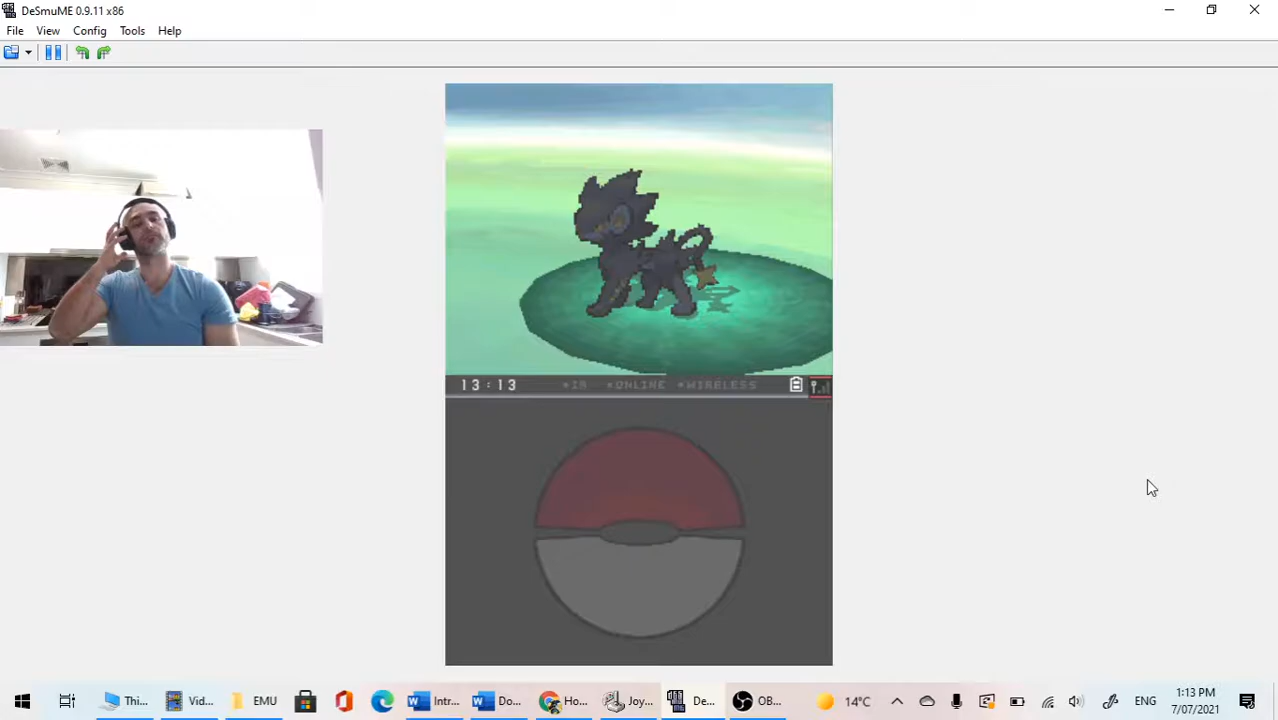 DeSmuME 0.9.11 x86
File View Config Tools Help
13:13 IR ONLINE WIRELESS
Thi... Vid... EMU Intr... Do... Ho... Joy... De... OB... 14°C ENG 1:13 PM
7/07/2021